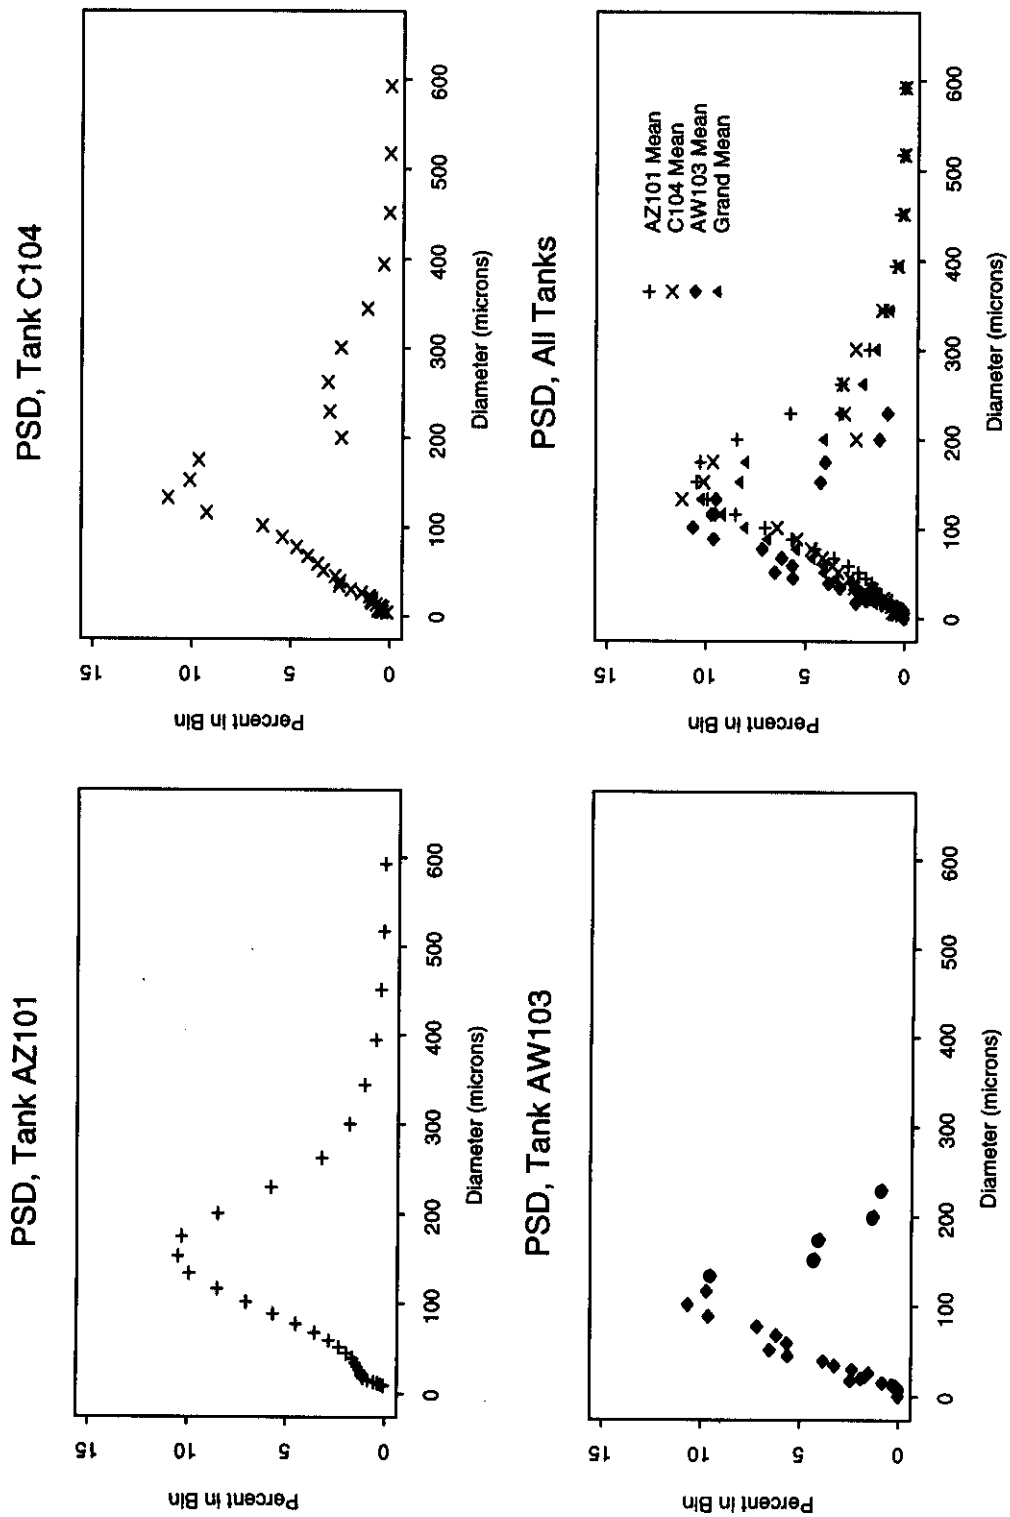 PSD, Tank AZ101
Percent in Bin
15
10
5
0
0
100
200
300
400
500
600
Diameter (microns)
PSD, Tank C104
Percent in Bin
15
10
5
0
0
100
200
300
400
500
600
Diameter (microns)
PSD, Tank AW103
Percent in Bin
15
10
5
0
0
100
200
300
400
500
600
Diameter (microns)
PSD, All Tanks
Percent in Bin
15
10
5
0
0
100
200
300
400
500
600
Diameter (microns)
AZ101 Mean
C104 Mean
AW103 Mean
Grand Mean